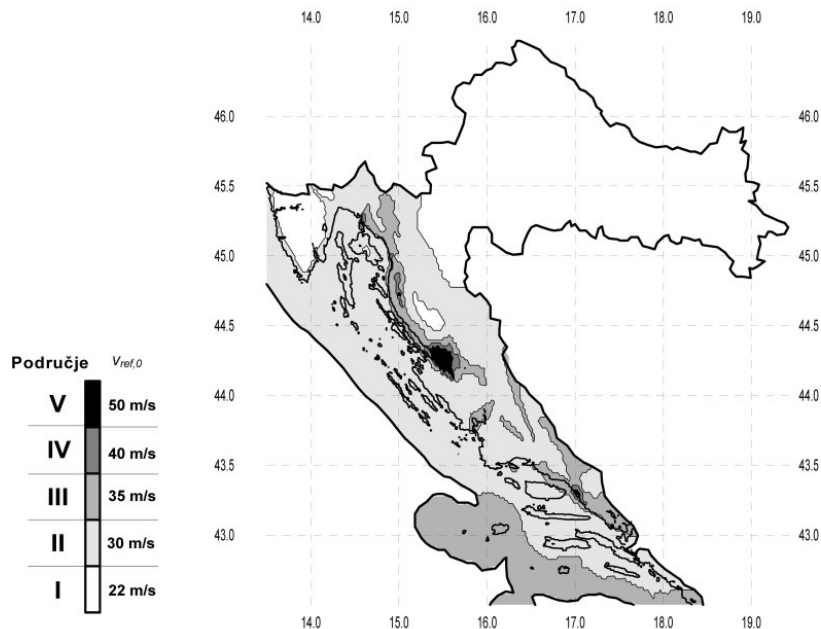 14.0 15.0 16.0 17.0 18.0 19.0
46.0 46.0
45.5 45.5
45.0 45.0
44.5 44.5
44.0 44.0
43.5 43.5
43.0 43.0
14.0 15.0 16.0 17.0 18.0 19.0
Područje Vref,0
V 50 m/s
IV 40 m/s
III 35 m/s
II 30 m/s
I 22 m/s